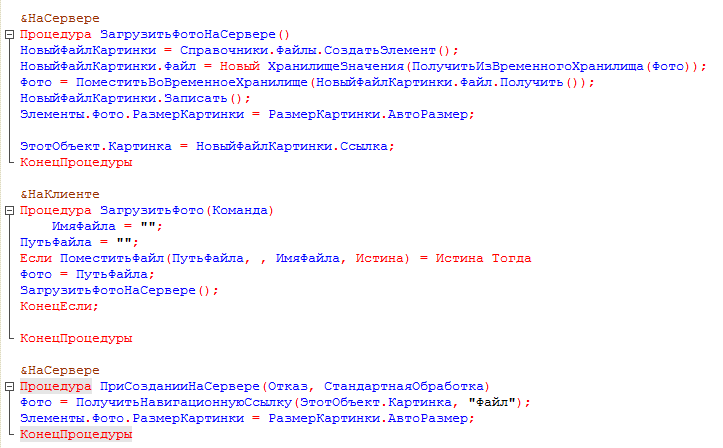 &НаСервере
Процедура ЗагрузитьФотоНаСервере()
НовыйФайлКартинки = Справочники.Файлы.СоздатьЭлемент();
НовыйФайлКартинки.Файл = Новый ХранилищеЗначения(ПолучитьИзВременногоХранилища(Фото));
Фото = ПоместитьВоВременноеХранилище(НовыйФайлКартинки.Файл.Получить());
НовыйФайлКартинки.Записать();
Элементы.Фото.РазмерКартинки = РазмерКартинки.АвтоРазмер;
ЭтотОбъект.Картинка = НовыйФайлКартинки.Ссылка;
КонецПроцедуры
&НаКлиенте
Процедура ЗагрузитьФото(Команда)
ИмяФайла = "";
ПутьФайла = "";
Если ПоместитьФайл(ПутьФайла, , ИмяФайла, Истина) = Истина Тогда
Фото = ПутьФайла;
ЗагрузитьФотоНаСервере();
КонецЕсли;
КонецПроцедуры
&НаСервере
Процедура ПриСозданииНаСервере(Отказ, СтандартнаяОбработка)
Фото = ПолучитьНавигационнуюСсылку(ЭтотОбъект.Картинка, "Файл");
Элементы.Фото.РазмерКартинки = РазмерКартинки.АвтоРазмер;
КонецПроцедуры